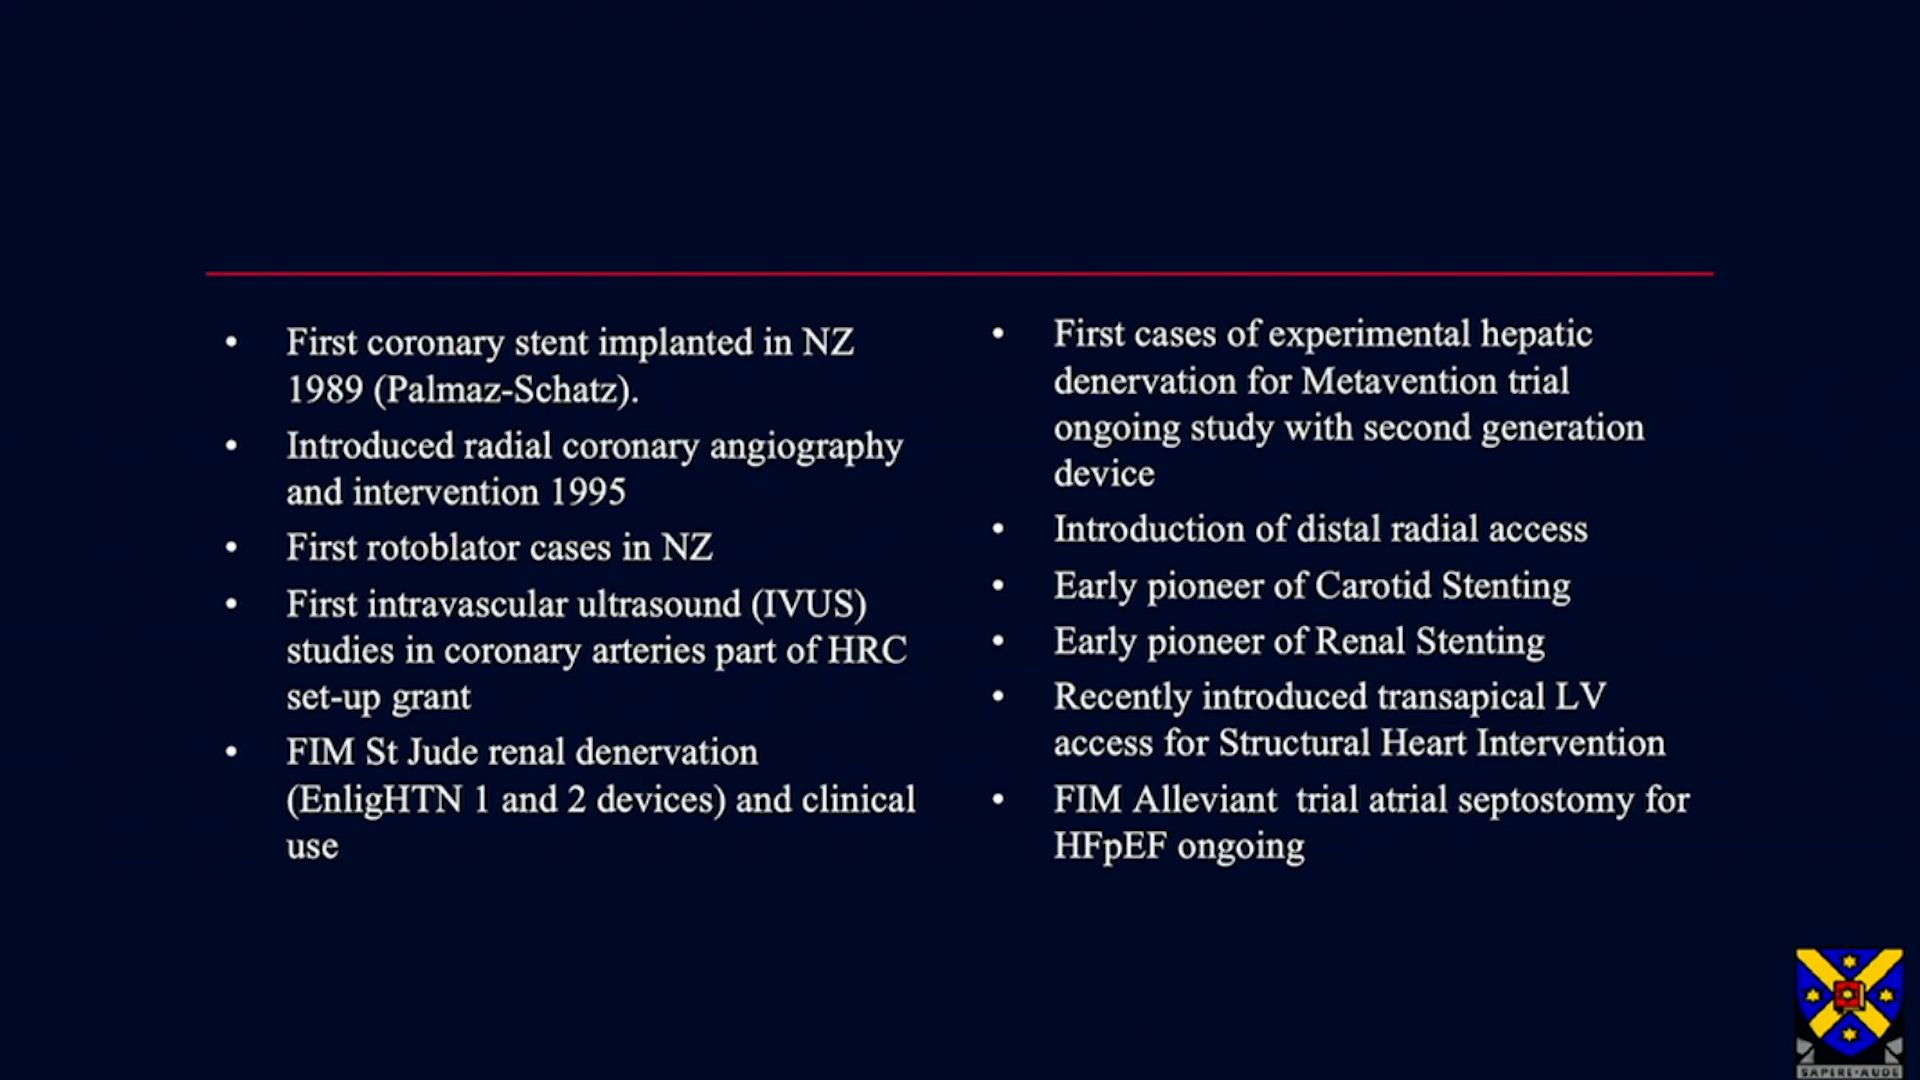 • First coronary stent implanted in NZ
1989 (Palmaz-Schatz).
• Introduced radial coronary angiography
and intervention 1995
• First rotoblator cases in NZ
• First intravascular ultrasound (IVUS)
studies in coronary arteries part of HRC
set-up grant
• FIM St Jude renal denervation
(EnligHTN 1 and 2 devices) and clinical
use
• First cases of experimental hepatic
denervation for Metavention trial
ongoing study with second generation
device
• Introduction of distal radial access
• Early pioneer of Carotid Stenting
• Early pioneer of Renal Stenting
• Recently introduced transapical LV
access for Structural Heart Intervention
• FIM Alleviant  trial atrial septostomy for
HFpEF ongoing
SAPERE·AUDE